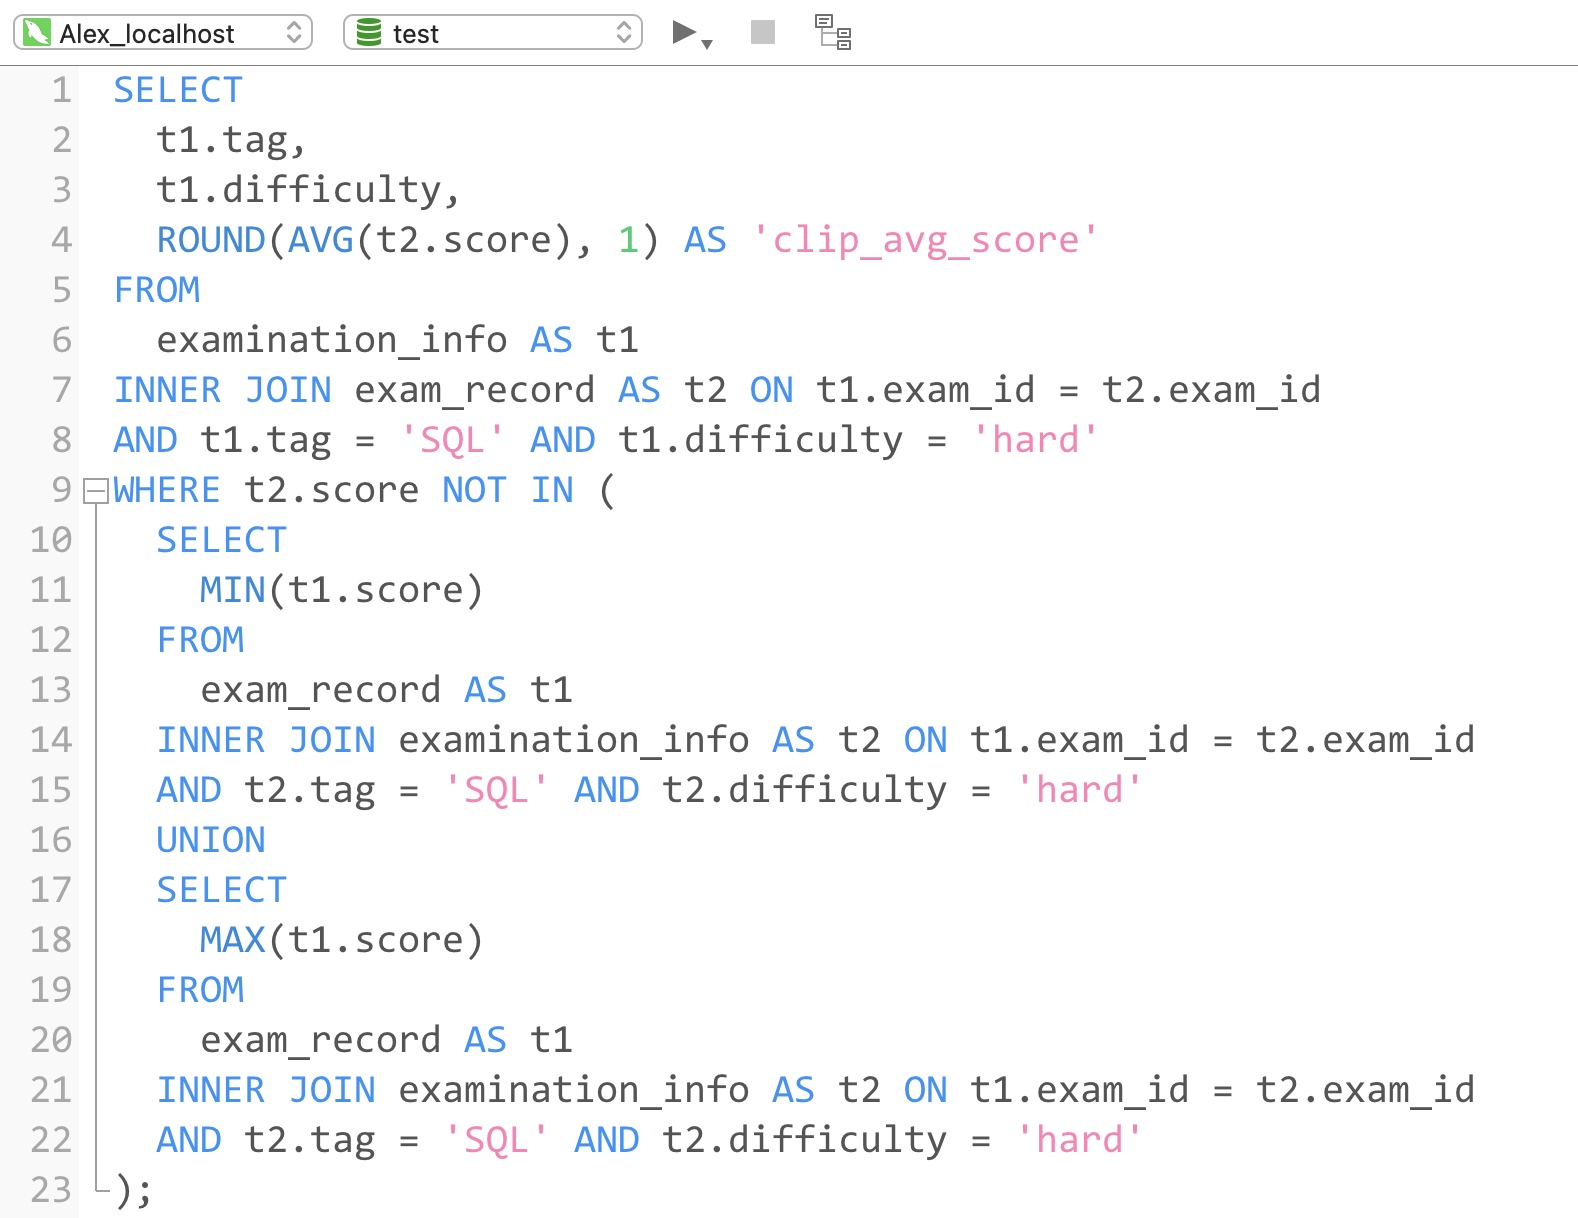 Alex_localhost test
1 SELECT
2 t1.tag,
3 t1.difficulty,
4 ROUND(AVG(t2.score), 1) AS 'clip_avg_score'
5 FROM
6 examination_info AS t1
7 INNER JOIN exam_record AS t2 ON t1.exam_id = t2.exam_id
8 AND t1.tag = 'SQL' AND t1.difficulty = 'hard'
9 WHERE t2.score NOT IN (
10 SELECT
11 MIN(t1.score)
12 FROM
13 exam_record AS t1
14 INNER JOIN examination_info AS t2 ON t1.exam_id = t2.exam_id
15 AND t2.tag = 'SQL' AND t2.difficulty = 'hard'
16 UNION
17 SELECT
18 MAX(t1.score)
19 FROM
20 exam_record AS t1
21 INNER JOIN examination_info AS t2 ON t1.exam_id = t2.exam_id
22 AND t2.tag = 'SQL' AND t2.difficulty = 'hard'
23 );